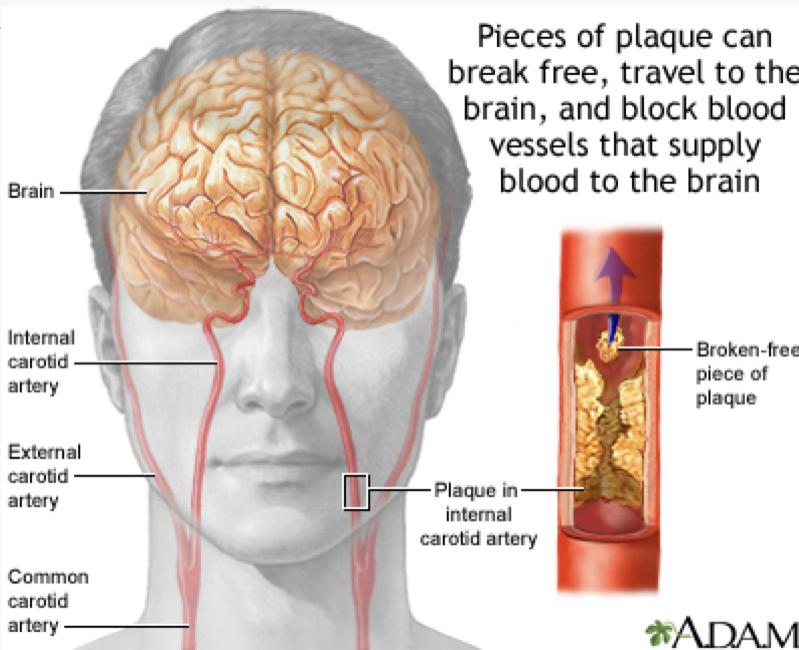 Pieces of plaque can
break free, travel to the
brain, and block blood
vessels that supply
blood to the brain
Brain
Internal
carotid
artery
External
carotid
artery
Common
carotid
artery
Broken-free
piece of
plaque
Plaque in
internal
carotid artery
A.D.A.M.